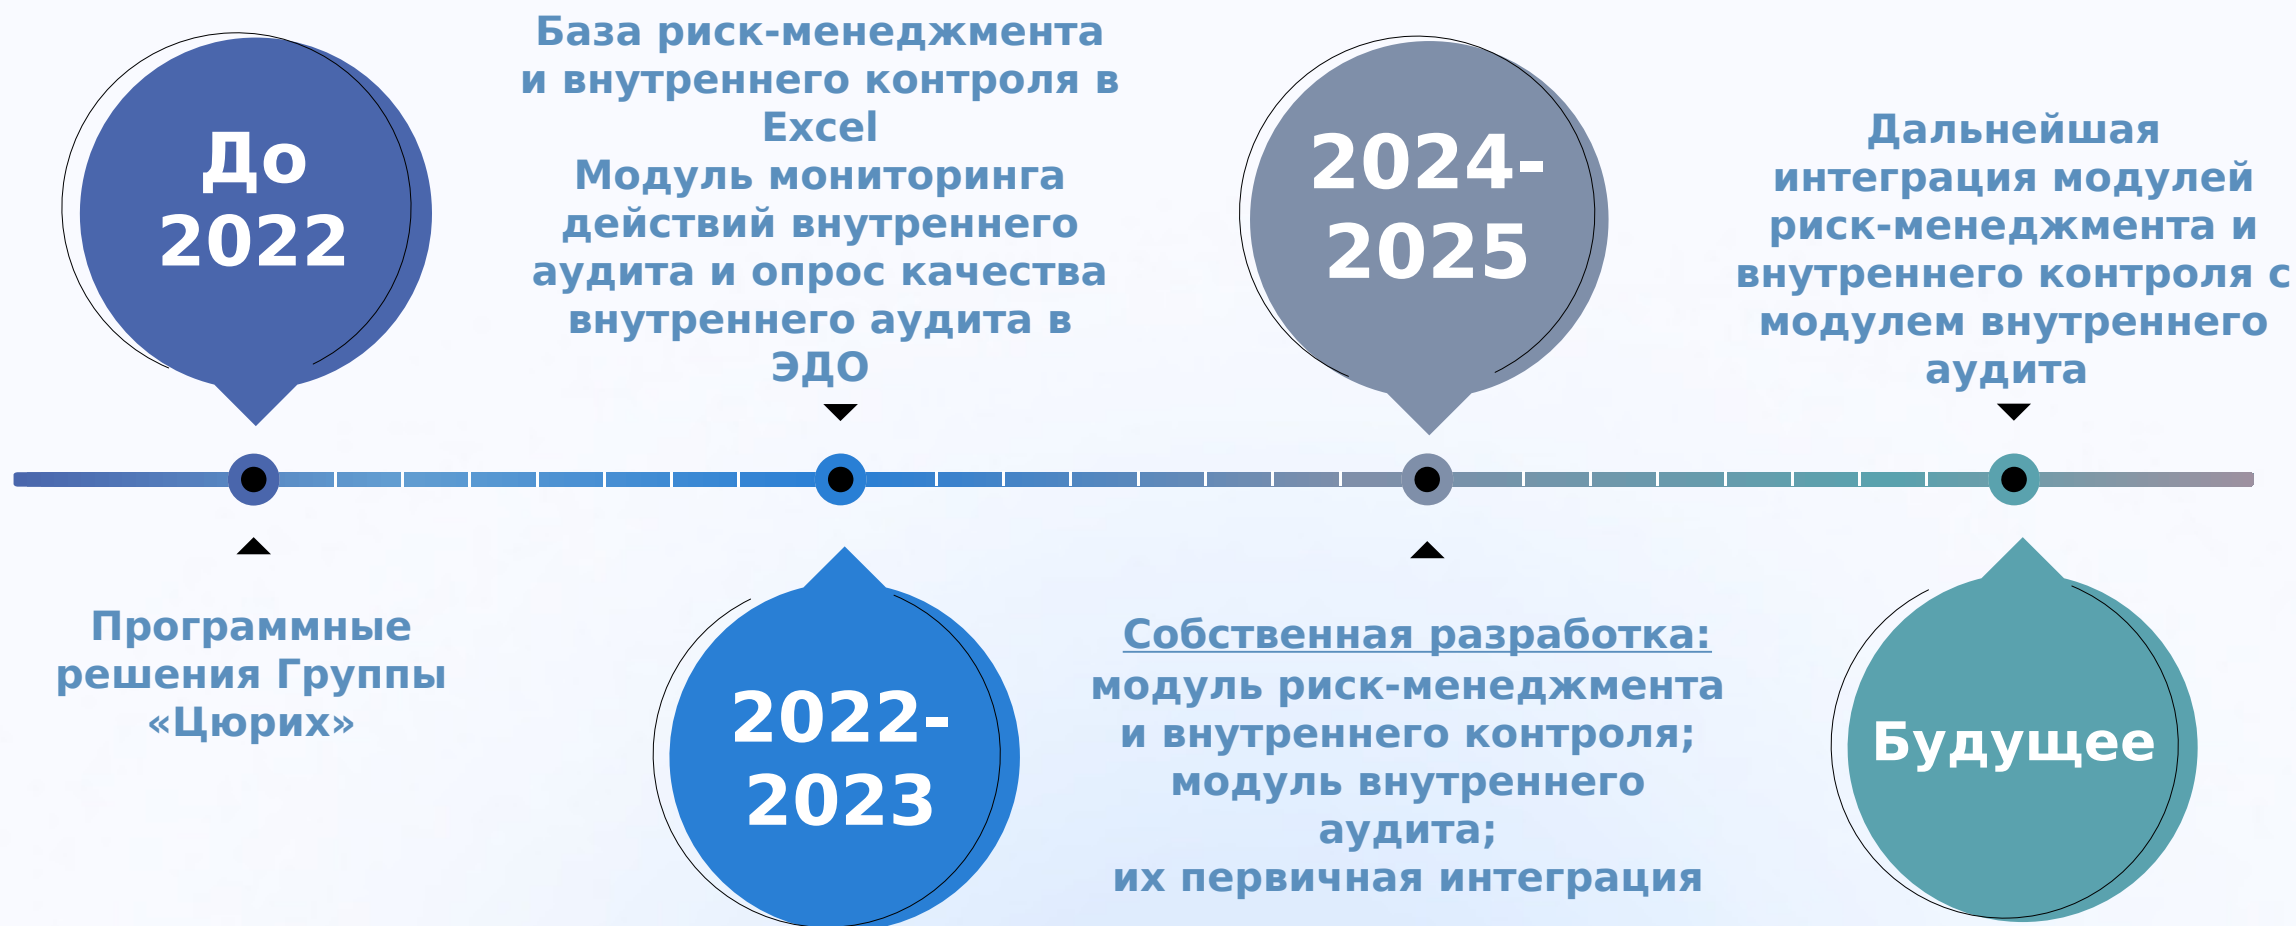 До
2022
Программные
решения Группы
«Цюрих»
База риск-менеджмента
и внутреннего контроля в
Excel
Модуль мониторинга
действий внутреннего
аудита и опрос качества
внутреннего аудита в
ЭДО
2022-
2023
2024-
2025
Собственная разработка:
модуль риск-менеджмента
и внутреннего контроля;
модуль внутреннего
аудита;
их первичная интеграция
Дальнейшая
интеграция модулей
риск-менеджмента и
внутреннего контроля с
модулем внутреннего
аудита
Будущее